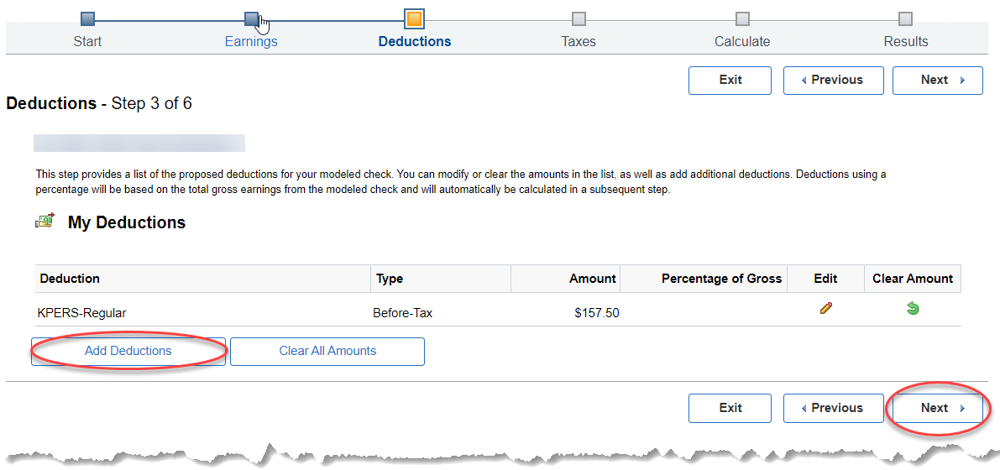 Start Earnings Deductions Taxes Calculate Results
Exit Previous Next
Deductions - Step 3 of 6
This step provides a list of the proposed deductions for your modeled check. You can modify or clear the amounts in the list, as well as add additional deductions. Deductions using a
percentage will be based on the total gross earnings from the modeled check and will automatically be calculated in a subsequent step.
My Deductions
Deduction Type Amount Percentage of Gross Edit Clear Amount
KPERS-Regular Before-Tax $157.50
Add Deductions Clear All Amounts
Exit Previous Next